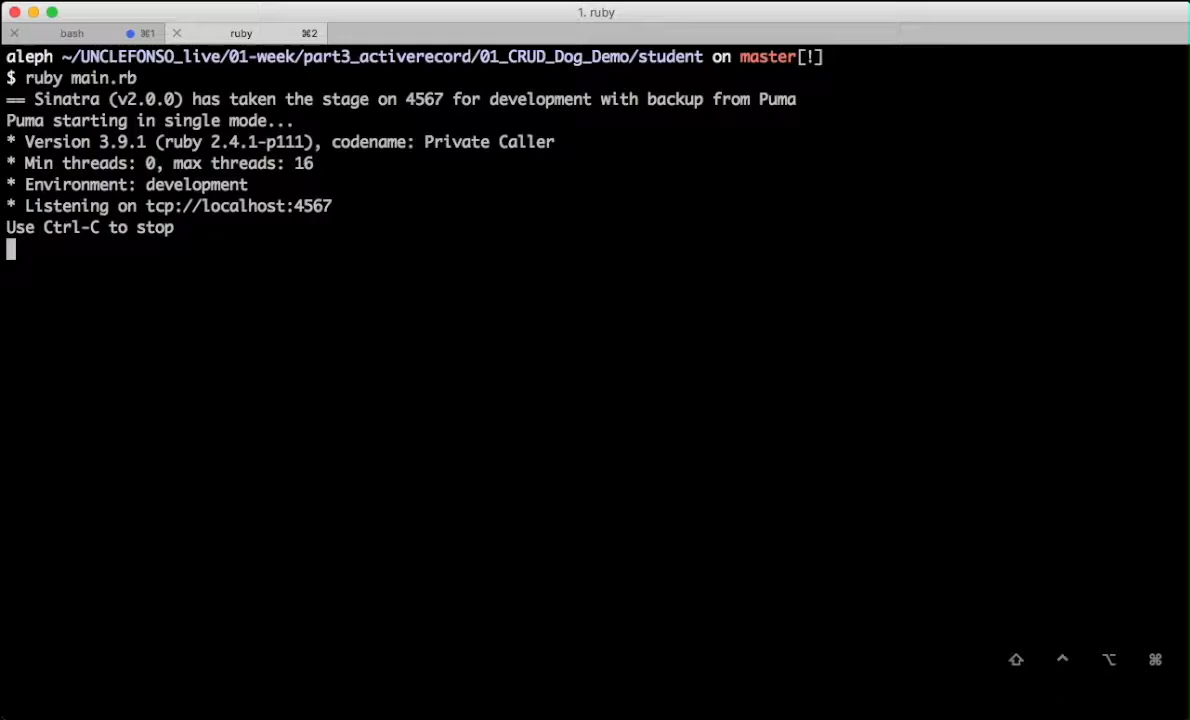 1. ruby
bash ⌘1 ruby ⌘2
aleph ~/UNCLEFONSO_live/01-week/part3_activerecord/01_CRUD_Dog_Demo/student on master[!]
$ ruby main.rb
== Sinatra (v2.0.0) has taken the stage on 4567 for development with backup from Puma
Puma starting in single mode...
* Version 3.9.1 (ruby 2.4.1-p111), codename: Private Caller
* Min threads: 0, max threads: 16
* Environment: development
* Listening on tcp://localhost:4567
Use Ctrl-C to stop